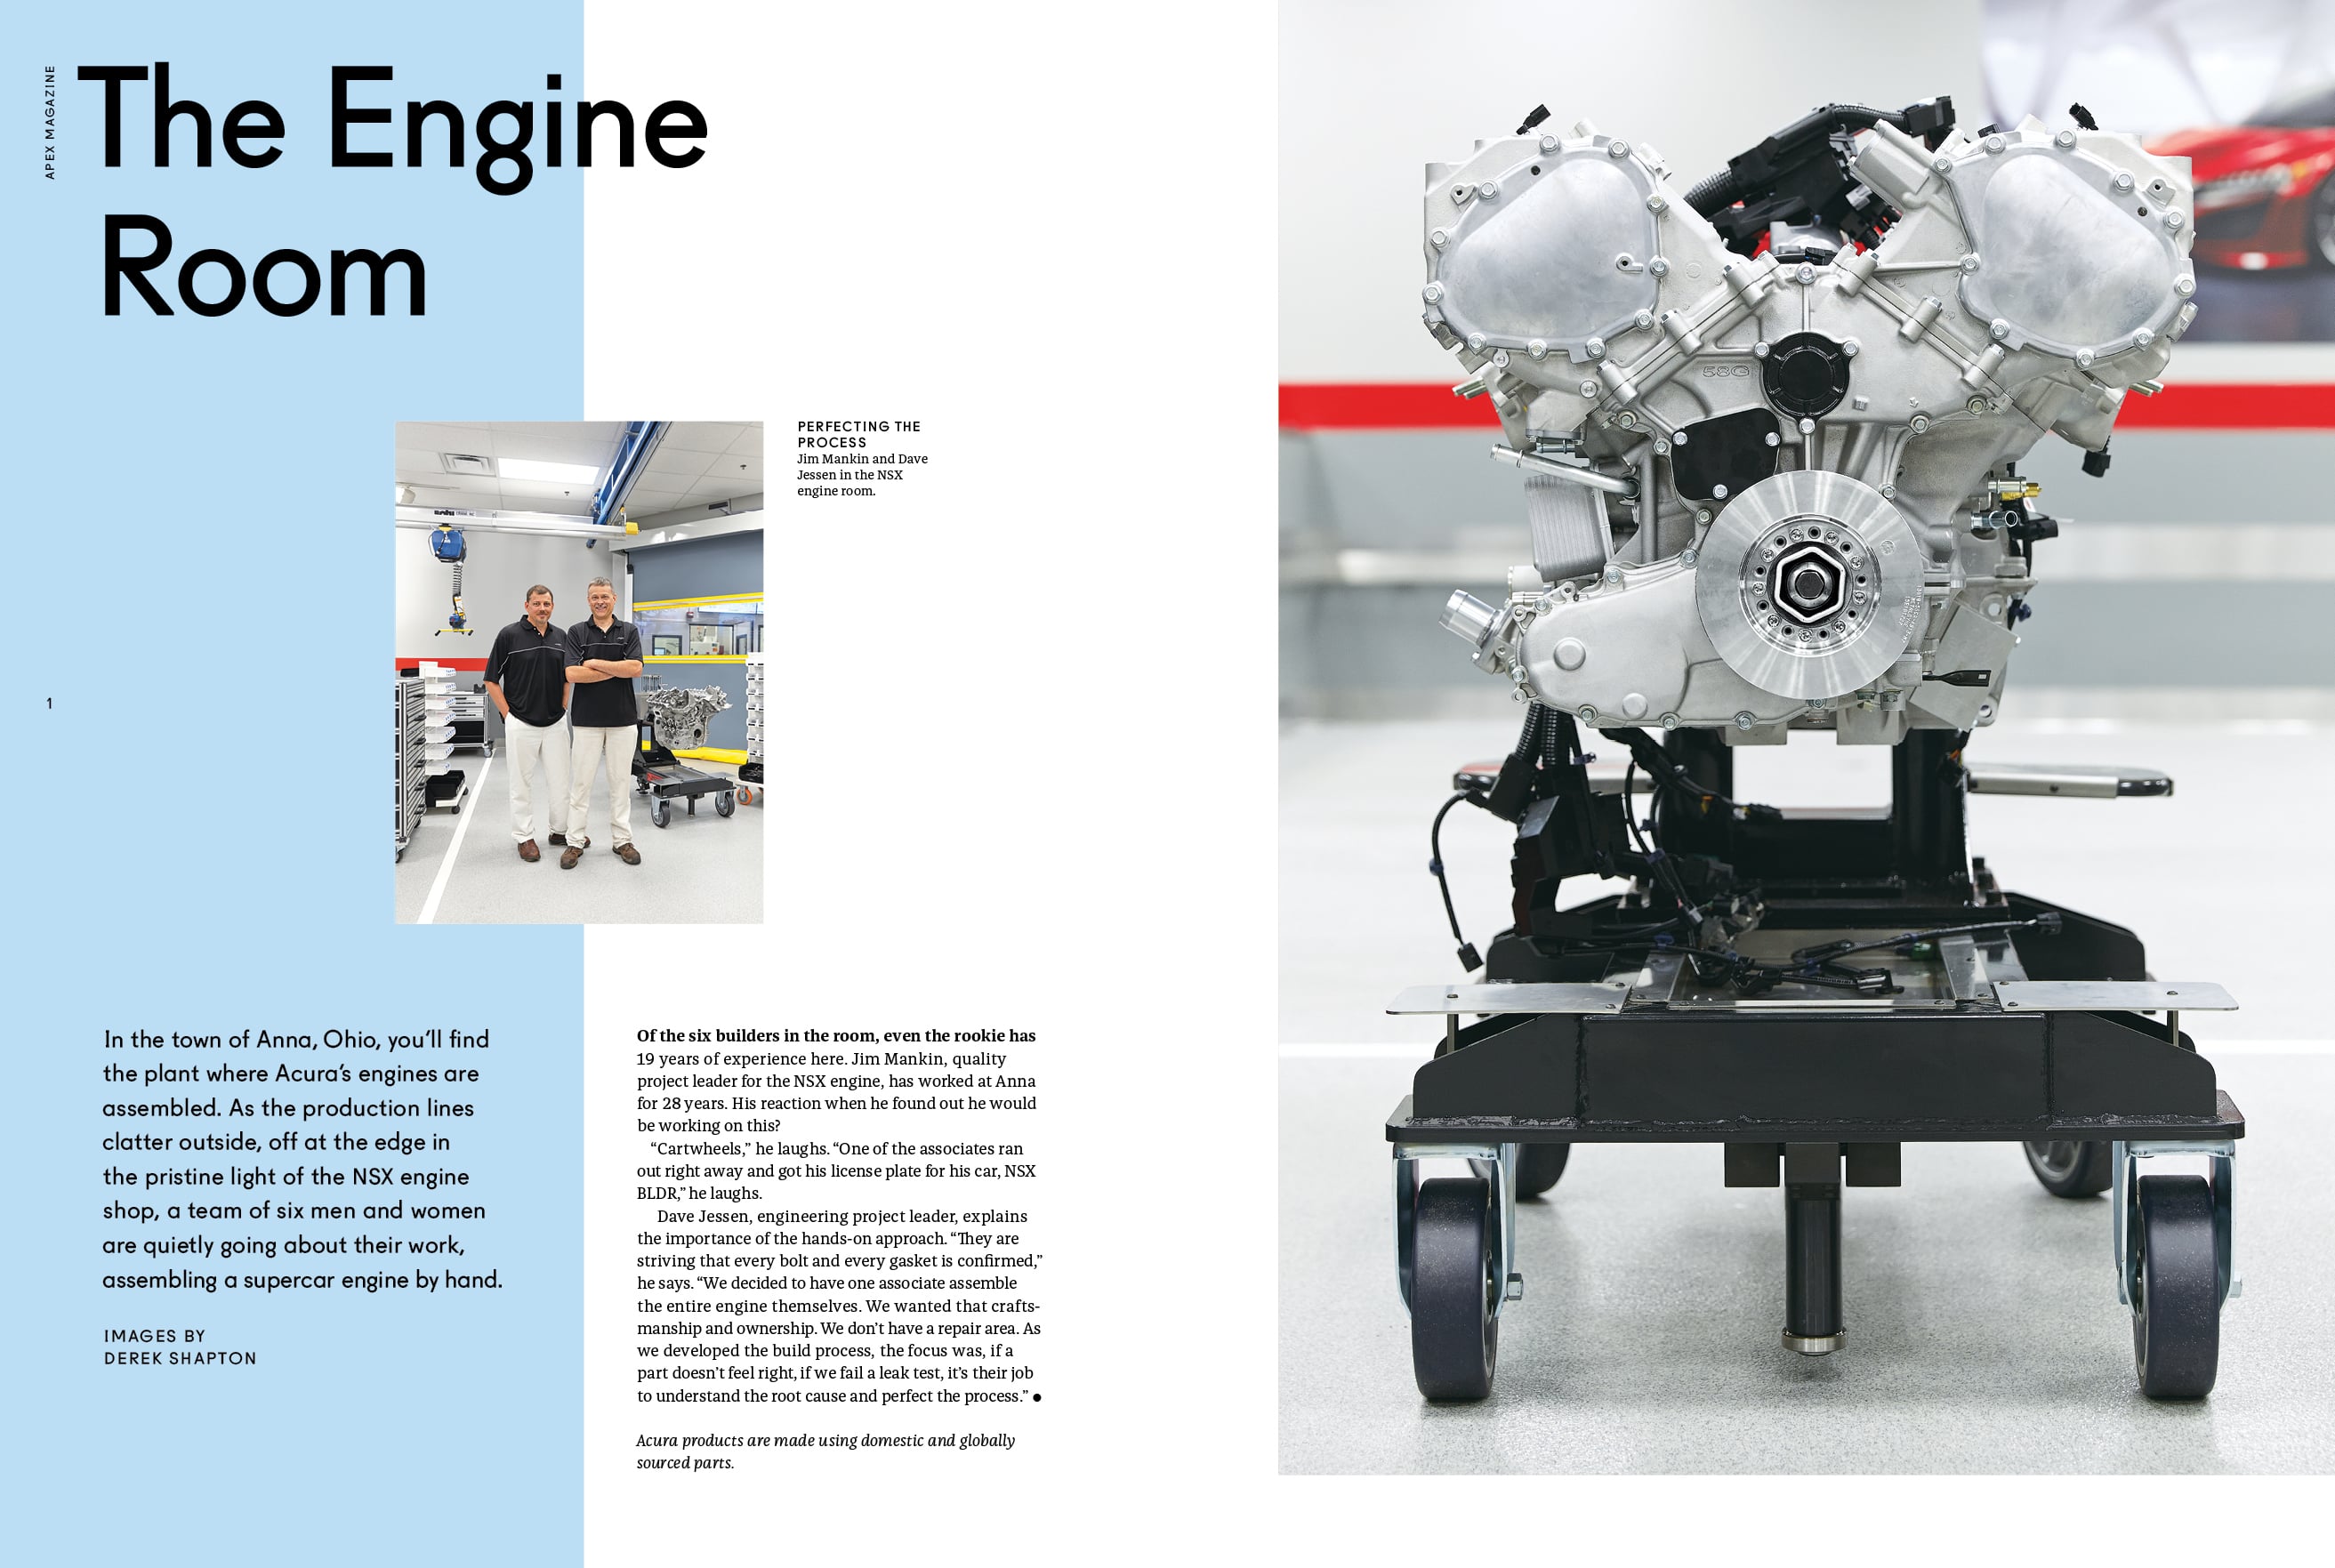 APEX MAGAZINE
The Engine
Room
PERFECTING THE
PROCESS
Jim Mankin and Dave
Jessen in the NSX
engine room.
1
In the town of Anna, Ohio, you’ll find
the plant where Acura’s engines are
assembled. As the production lines
clatter outside, off at the edge in
the pristine light of the NSX engine
shop, a team of six men and women
are quietly going about their work,
assembling a supercar engine by hand.
IMAGES BY
DEREK SHAPTON
Of the six builders in the room, even the rookie has
19 years of experience here. Jim Mankin, quality
project leader for the NSX engine, has worked at Anna
for 28 years. His reaction when he found out he would
be working on this?
“Cartwheels,” he laughs. “One of the associates ran
out right away and got his license plate for his car, NSX
BLDR,” he laughs.
Dave Jessen, engineering project leader, explains
the importance of the hands-on approach. “They are
striving that every bolt and every gasket is confirmed,”
he says. “We decided to have one associate assemble
the entire engine themselves. We wanted that crafts-
manship and ownership. We don’t have a repair area. As
we developed the build process, the focus was, if a
part doesn’t feel right, if we fail a leak test, it’s their job
to understand the root cause and perfect the process.” ●
Acura products are made using domestic and globally
sourced parts.
58G